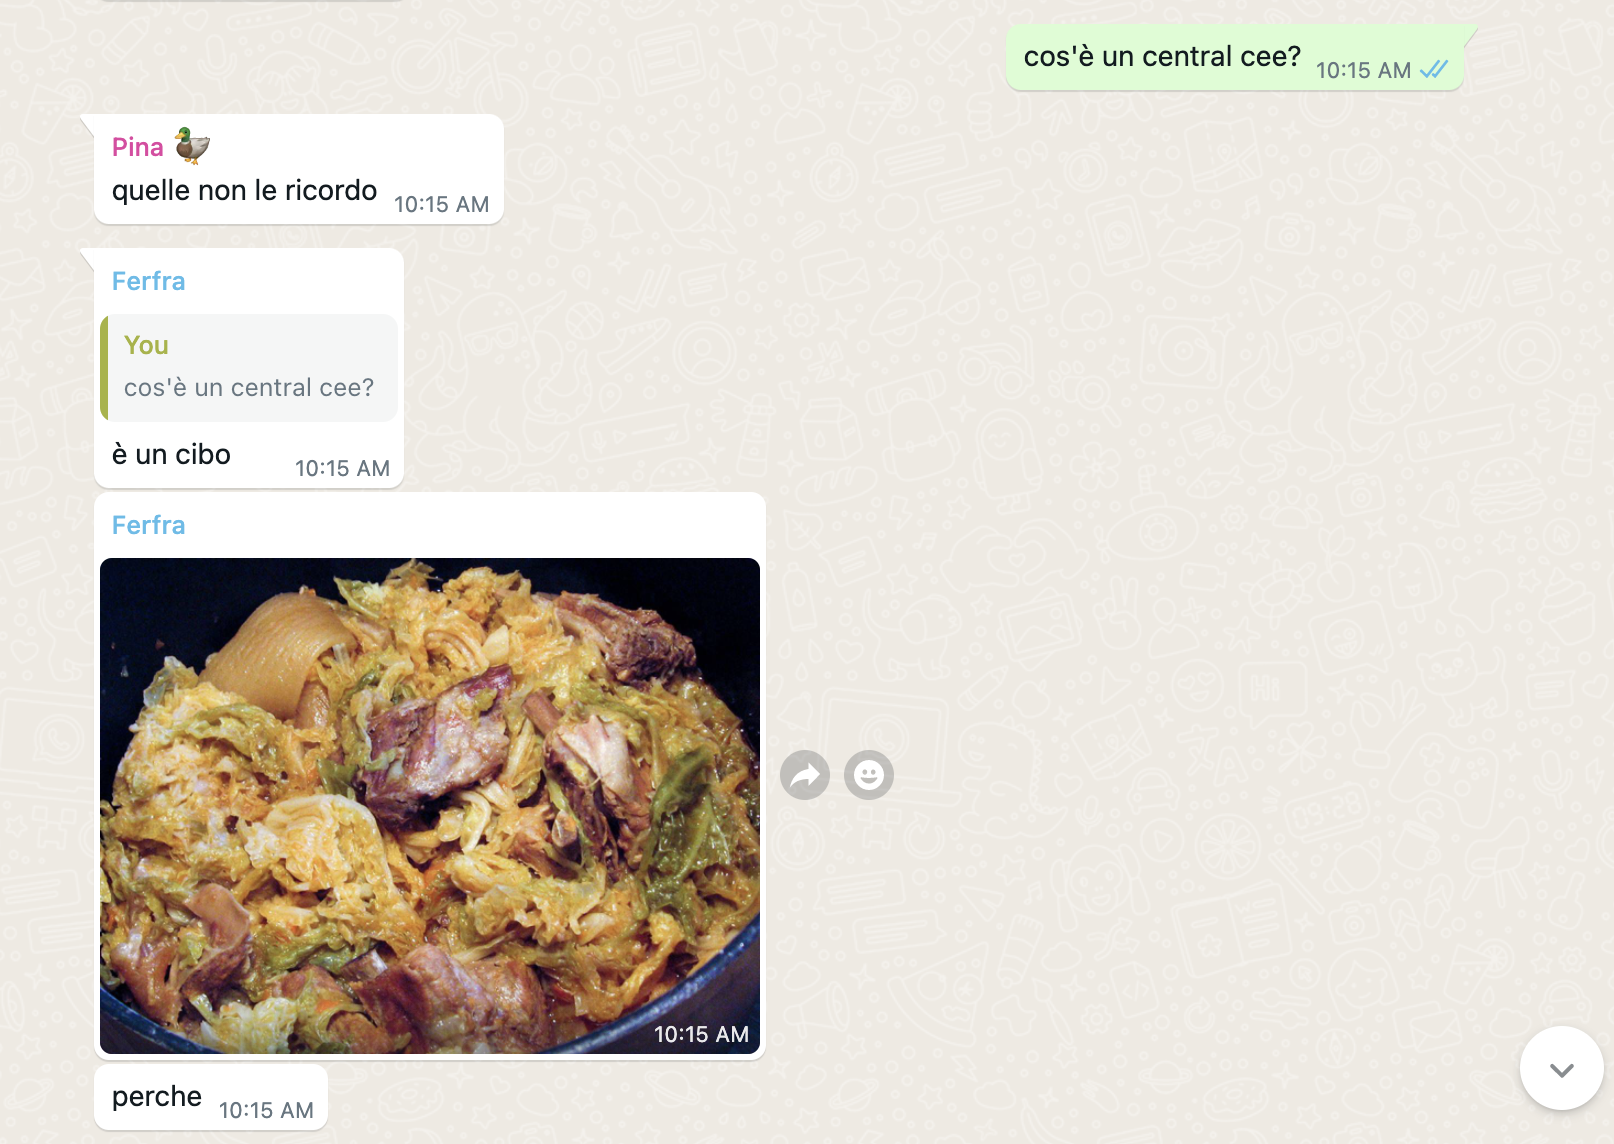 cos'è un central cee? 10:15 AM
Pina 🦆
quelle non le ricordo 10:15 AM
Ferfra
You
cos'è un central cee?
è un cibo 10:15 AM
Ferfra
10:15 AM
perche 10:15 AM